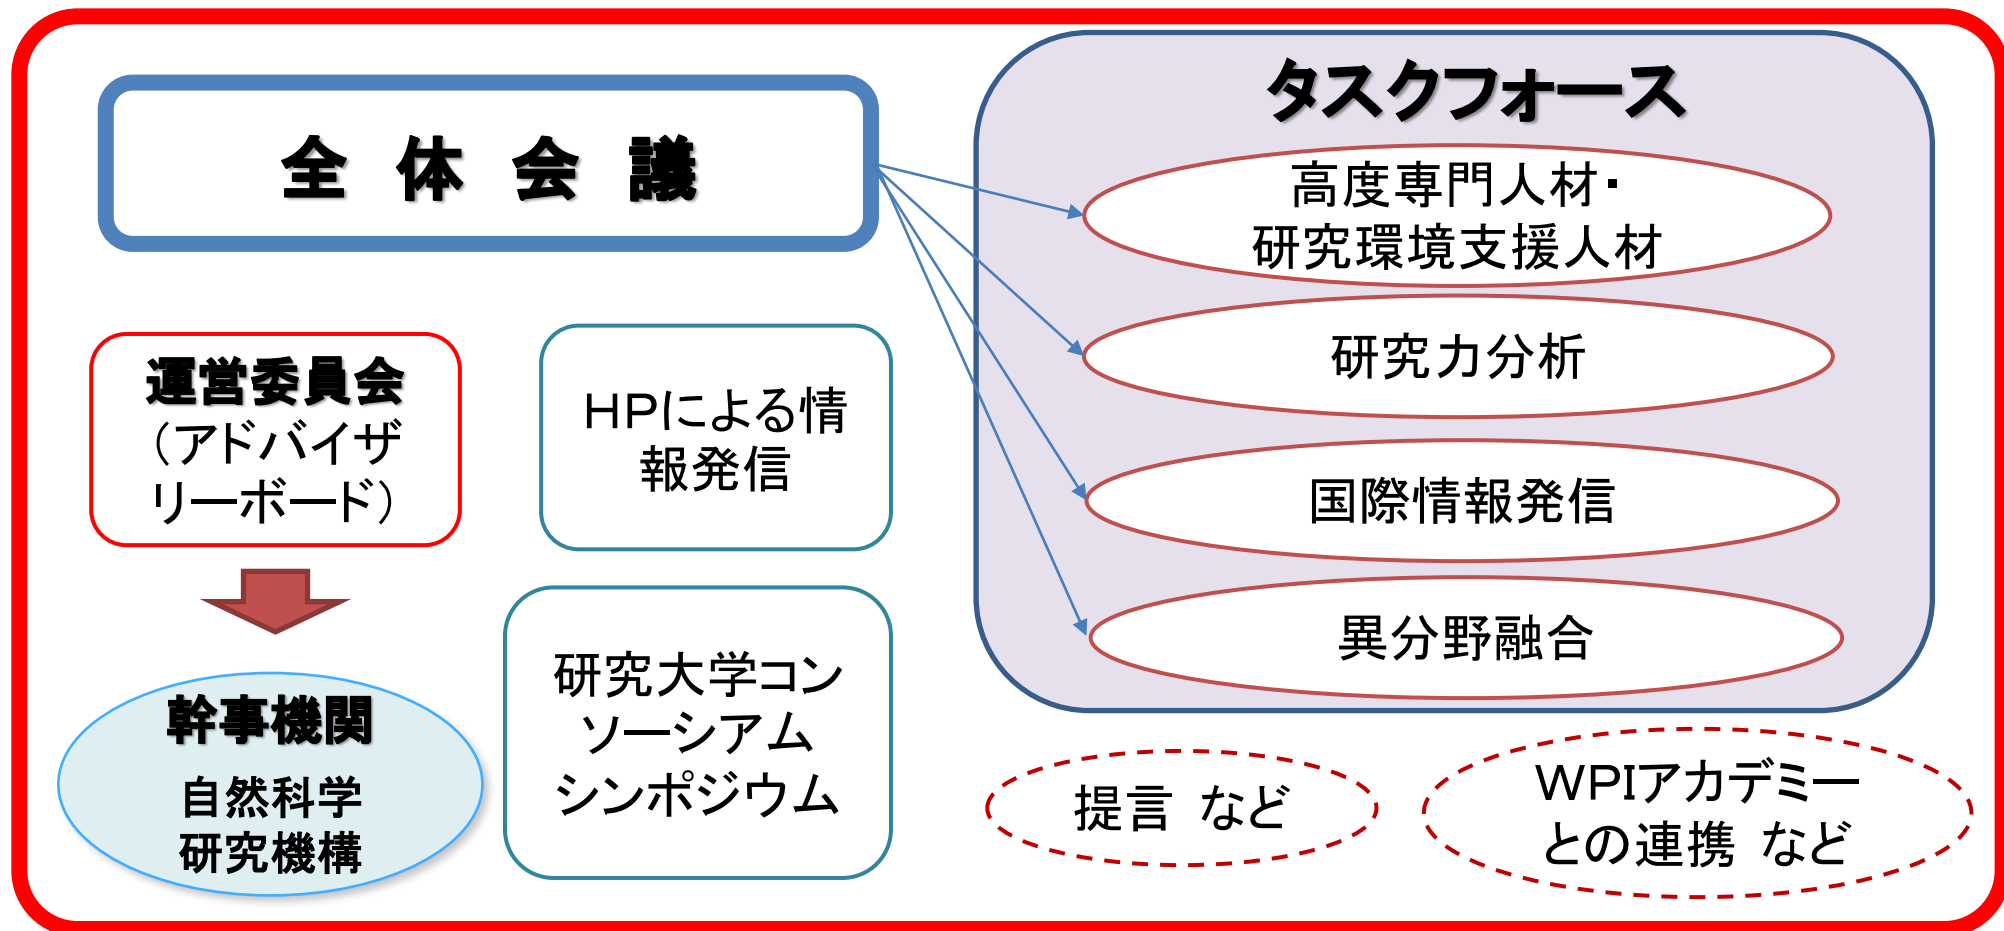 全　体　会　議
運営委員会
（アドバイザ
リーボード）
幹事機関
自然科学
研究機構
HPによる情
報発信
研究大学コン
ソーシアム
シンポジウム
タスクフォース
高度専門人材・
研究環境支援人材
研究力分析
国際情報発信
異分野融合
提言　など
WPIアカデミー
との連携　など